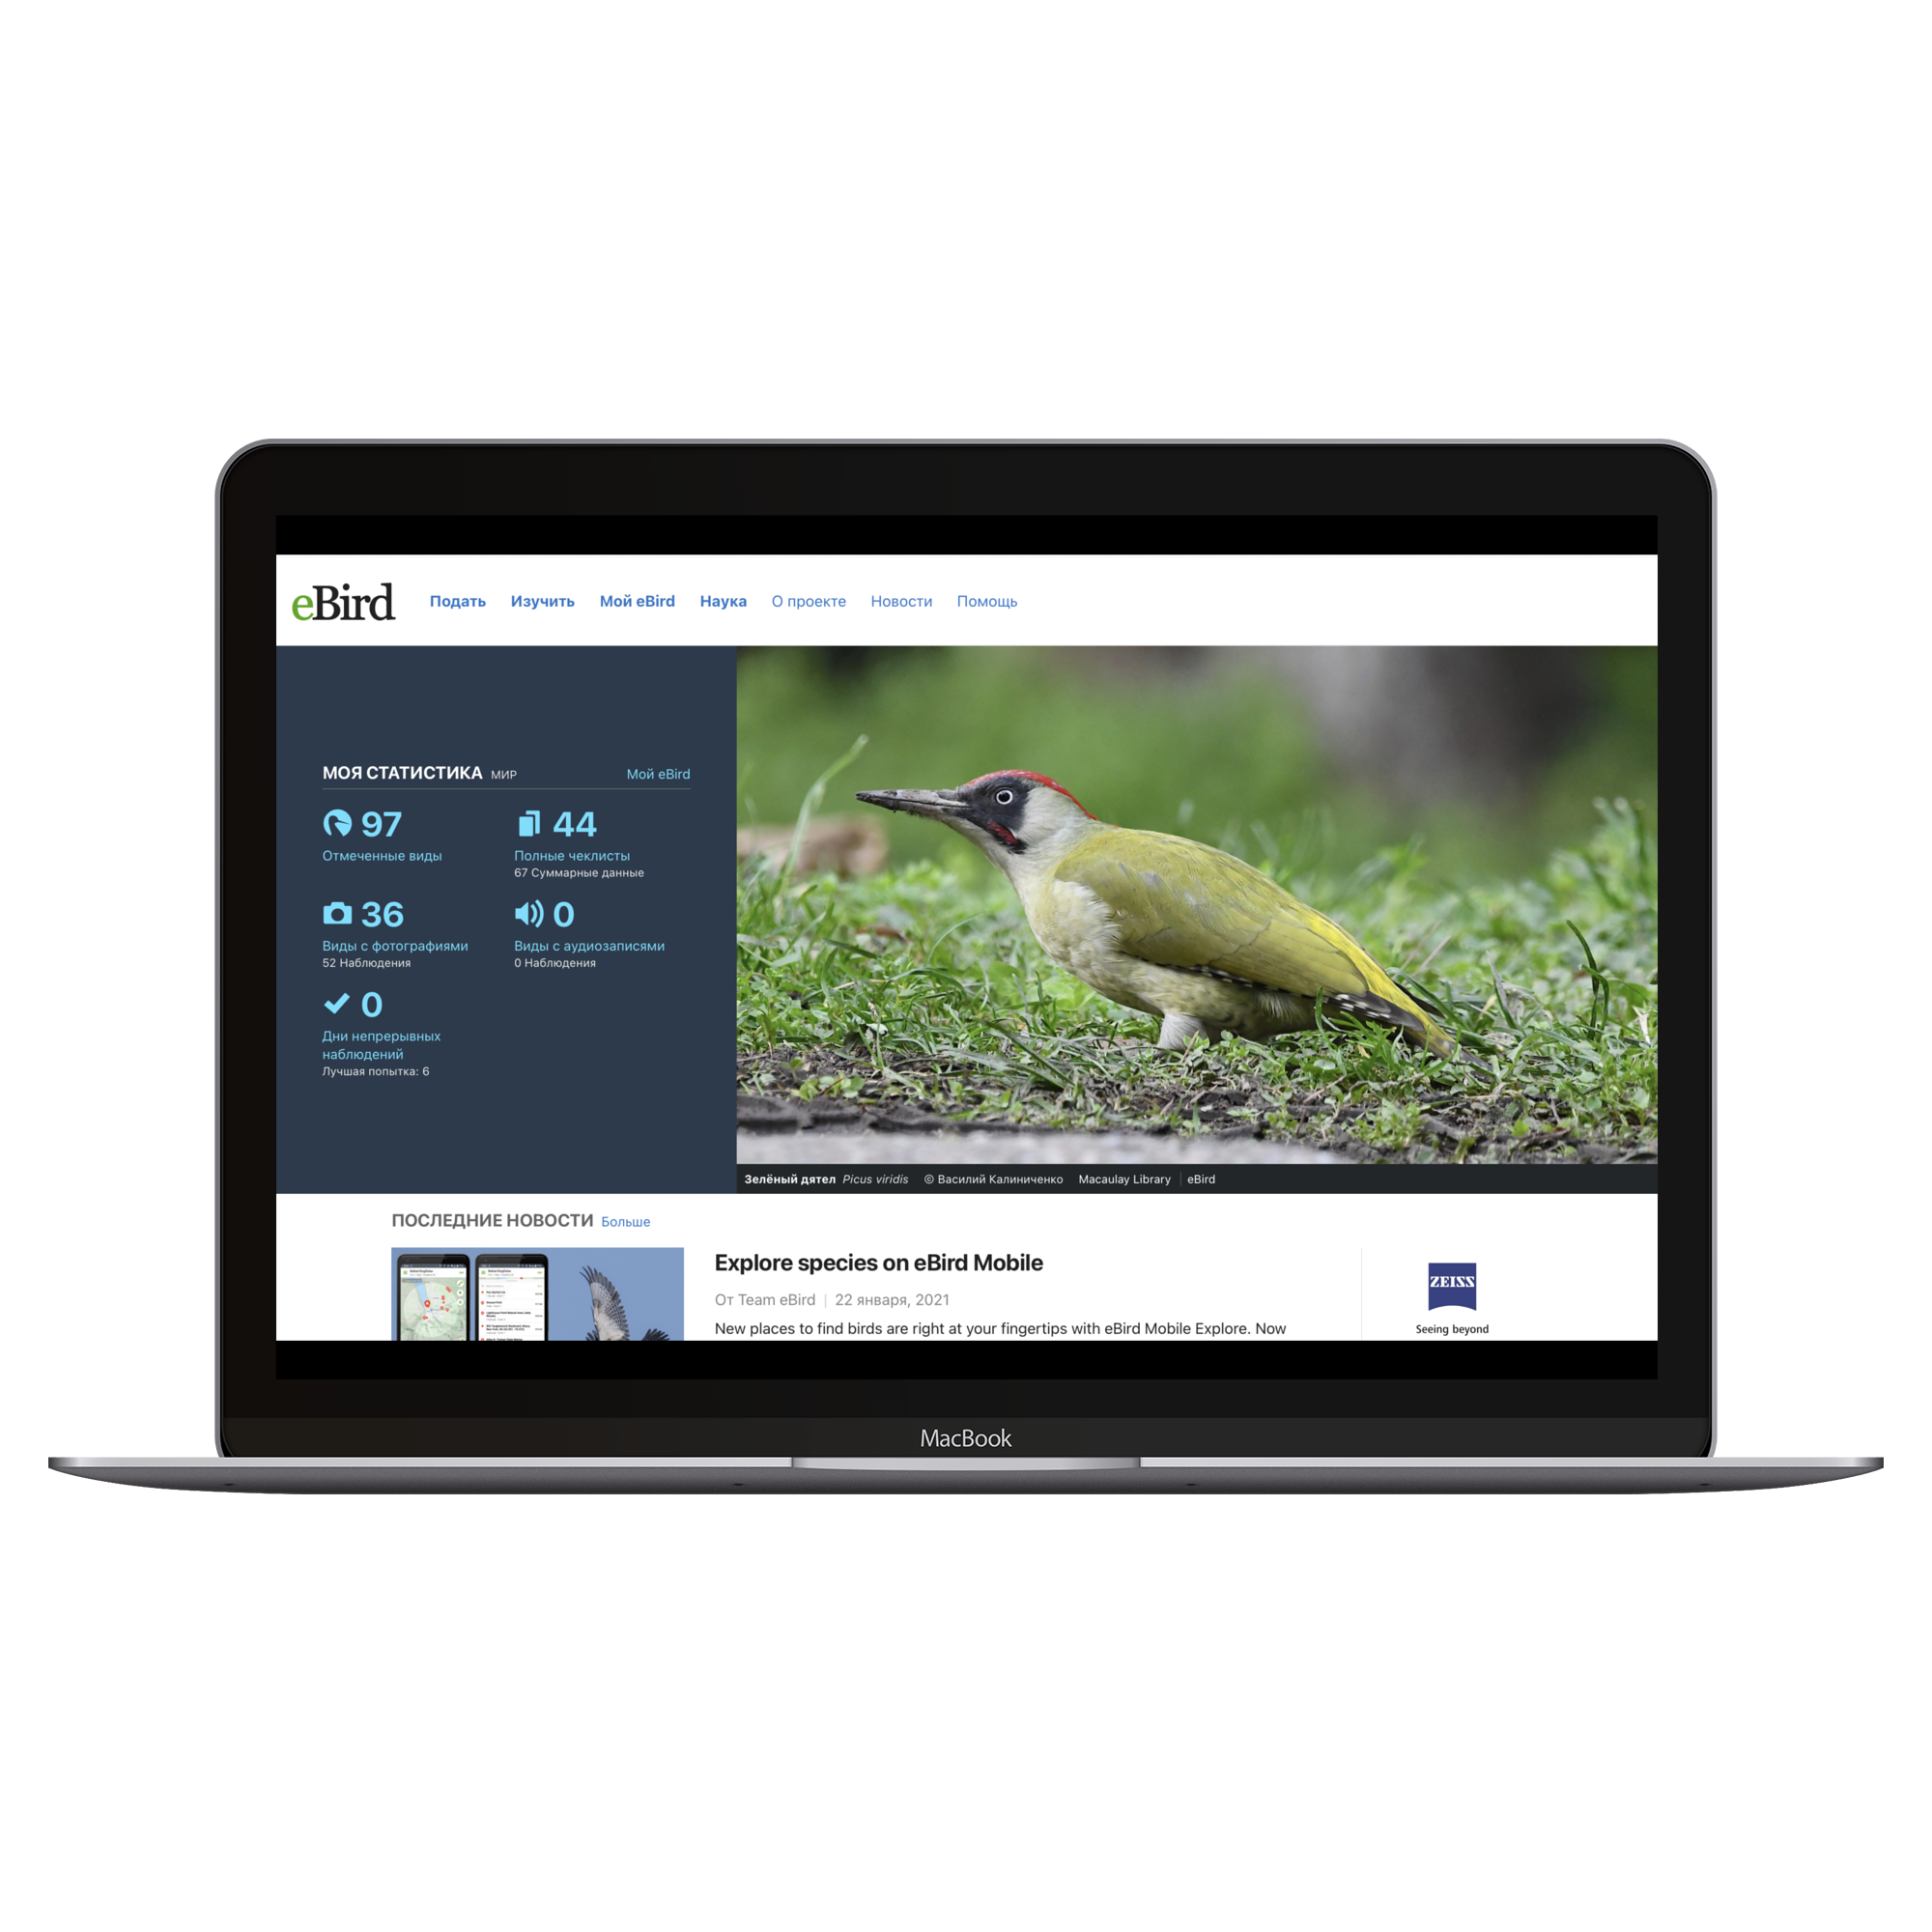 eBird
Подать Изучить Мой eBird Наука О проекте Новости Помощь
МОЯ СТАТИСТИКА МИР Мой eBird
97
Отмеченные виды
44
Полные чеклисты
67 Суммарные данные
36
Виды с фотографиями
52 Наблюдения
0
Виды с аудиозаписями
0 Наблюдения
0
Дни непрерывных
наблюдений
Лучшая попытка: 6
Зелёный дятел Picus viridis © Василий Калиниченко Macaulay Library | eBird
ПОСЛЕДНИЕ НОВОСТИ Больше
Explore species on eBird Mobile
От Team eBird | 22 января, 2021
New places to find birds are right at your fingertips with eBird Mobile Explore. Now
ZEISS
Seeing beyond
MacBook